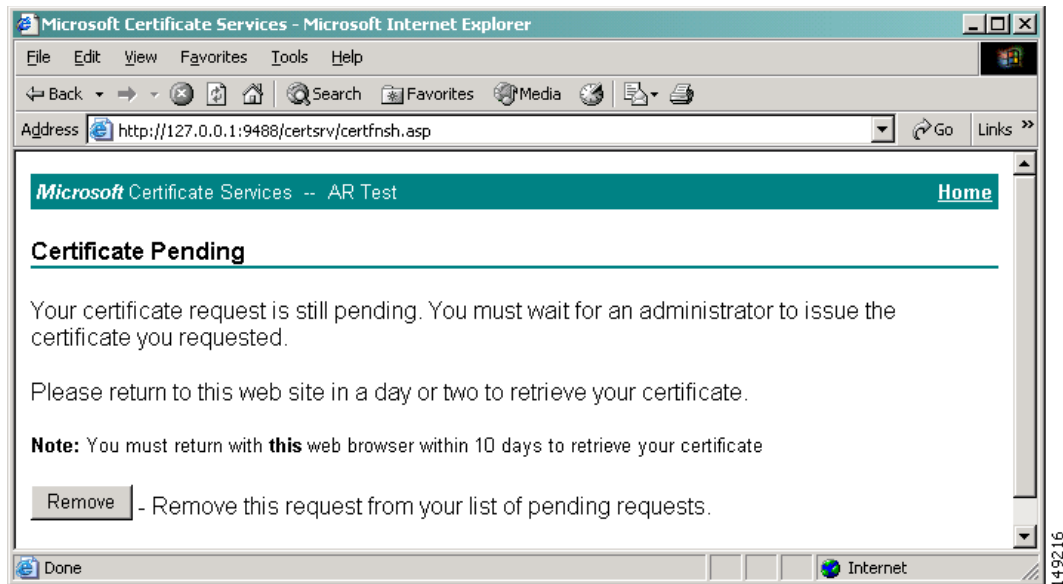 Microsoft Certificate Services - Microsoft Internet Explorer
File Edit View Favorites Tools Help
Back Search Favorites Media
Address http://127.0.0.1:9488/certsrv/certfnsh.asp Go Links »
Microsoft Certificate Services -- AR Test Home
Certificate Pending
Your certificate request is still pending. You must wait for an administrator to issue the
certificate you requested.
Please return to this web site in a day or two to retrieve your certificate.
Note: You must return with this web browser within 10 days to retrieve your certificate
Remove - Remove this request from your list of pending requests.
Done Internet
149216